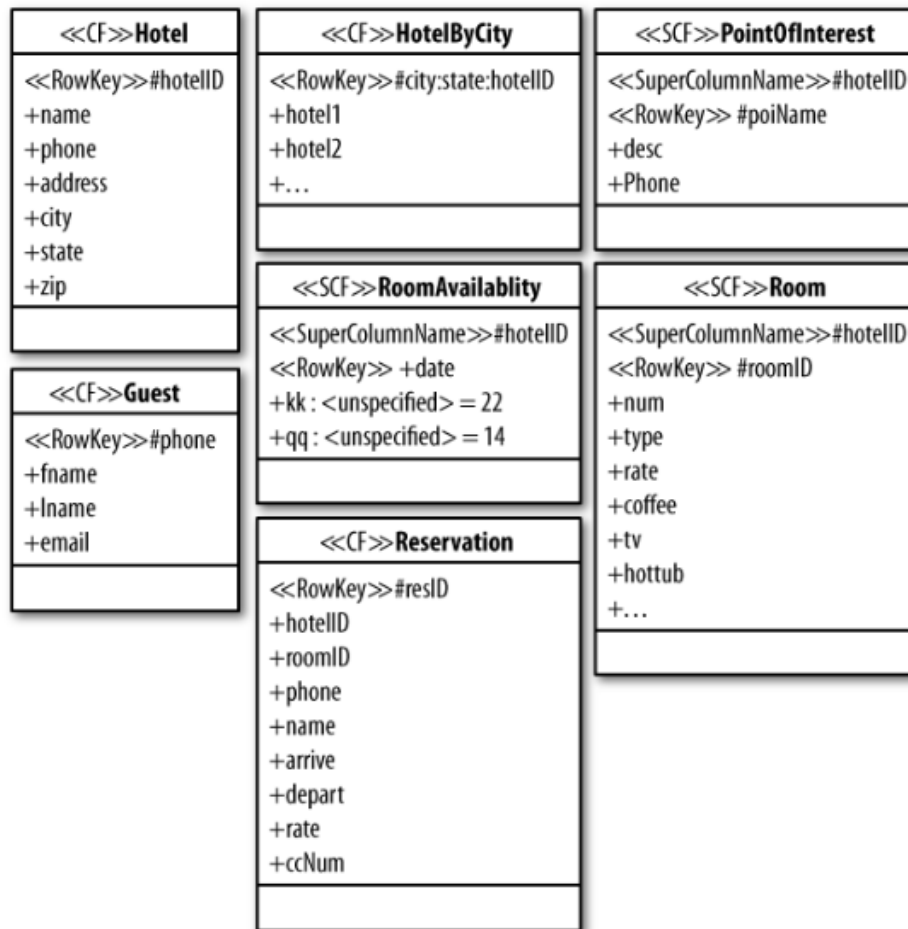 ≪CF≫Hotel
≪RowKey≫#hotelID
+name
+phone
+address
+city
+state
+zip
≪CF≫Guest
≪RowKey≫#phone
+fname
+lname
+email
≪CF≫HotelByCity
≪RowKey≫#city:state:hotelID
+hotel1
+hotel2
+...
≪SCF≫RoomAvailablity
≪SuperColumnName≫#hotelID
≪RowKey≫ +date
+kk : <unspecified> = 22
+qq : <unspecified> = 14
≪CF≫Reservation
≪RowKey≫#resID
+hotelID
+roomID
+phone
+name
+arrive
+depart
+rate
+ccNum
≪SCF≫PointOfInterest
≪SuperColumnName≫#hotelID
≪RowKey≫ #poiName
+desc
+Phone
≪SCF≫Room
≪SuperColumnName≫#hotelID
≪RowKey≫ #roomID
+num
+type
+rate
+coffee
+tv
+hottub
+...